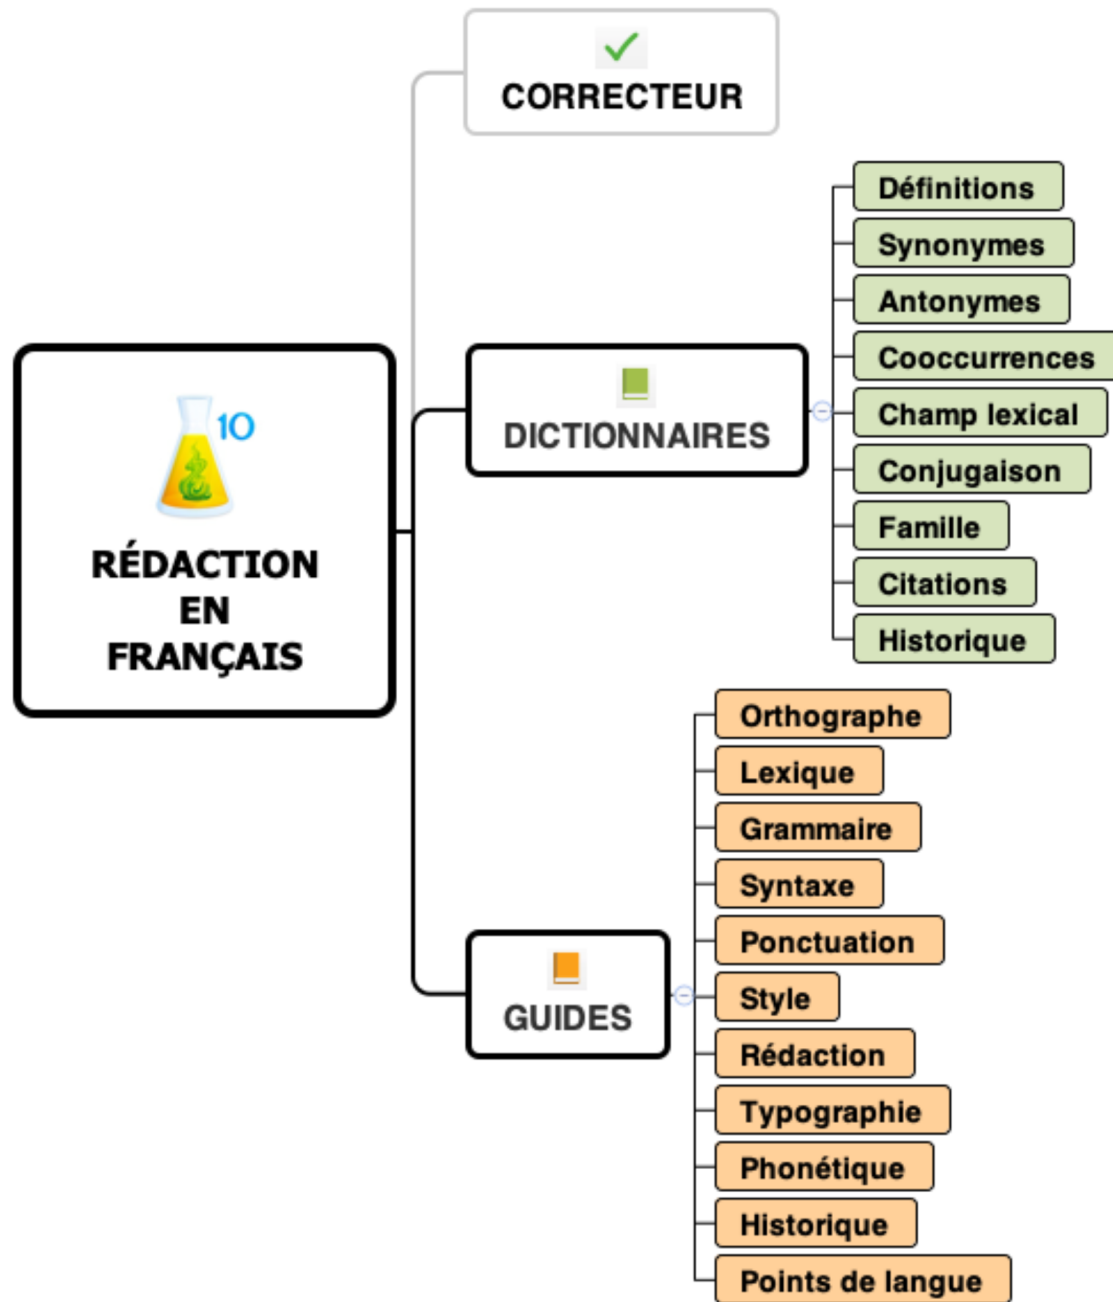 CORRECTEUR
Définitions
Synonymes
Antonymes
Cooccurrences
Champ lexical
Conjugaison
Famille
Citations
Historique
DICTIONNAIRES
10
RÉDACTION
EN
FRANÇAIS
Orthographe
Lexique
Grammaire
Syntaxe
Ponctuation
Style
Rédaction
Typographie
Phonétique
Historique
Points de langue
GUIDES